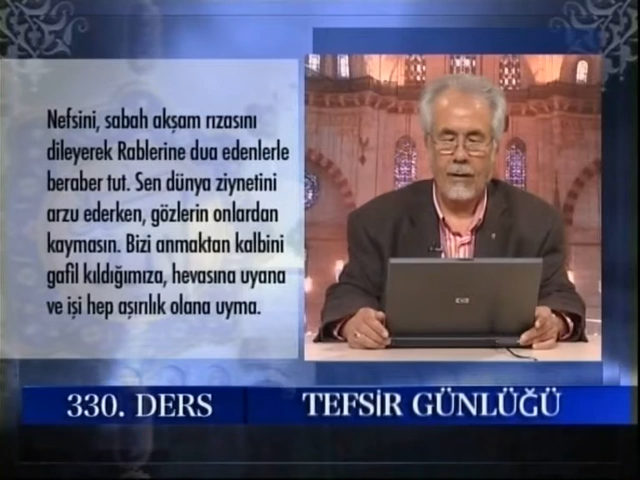 Nefsini, sabah akşam rızasını
dileyerek Rablerine dua edenlerle
beraber tut. Sen dünya ziynetini
arzu ederken, gözlerin onlardan
kaymasın. Bizi anmaktan kalbini
gafil kıldığımıza, hevasına uyana
ve işi hep aşırılık olana uyma.
330. DERS
TEFSİR GÜNLÜĞÜ